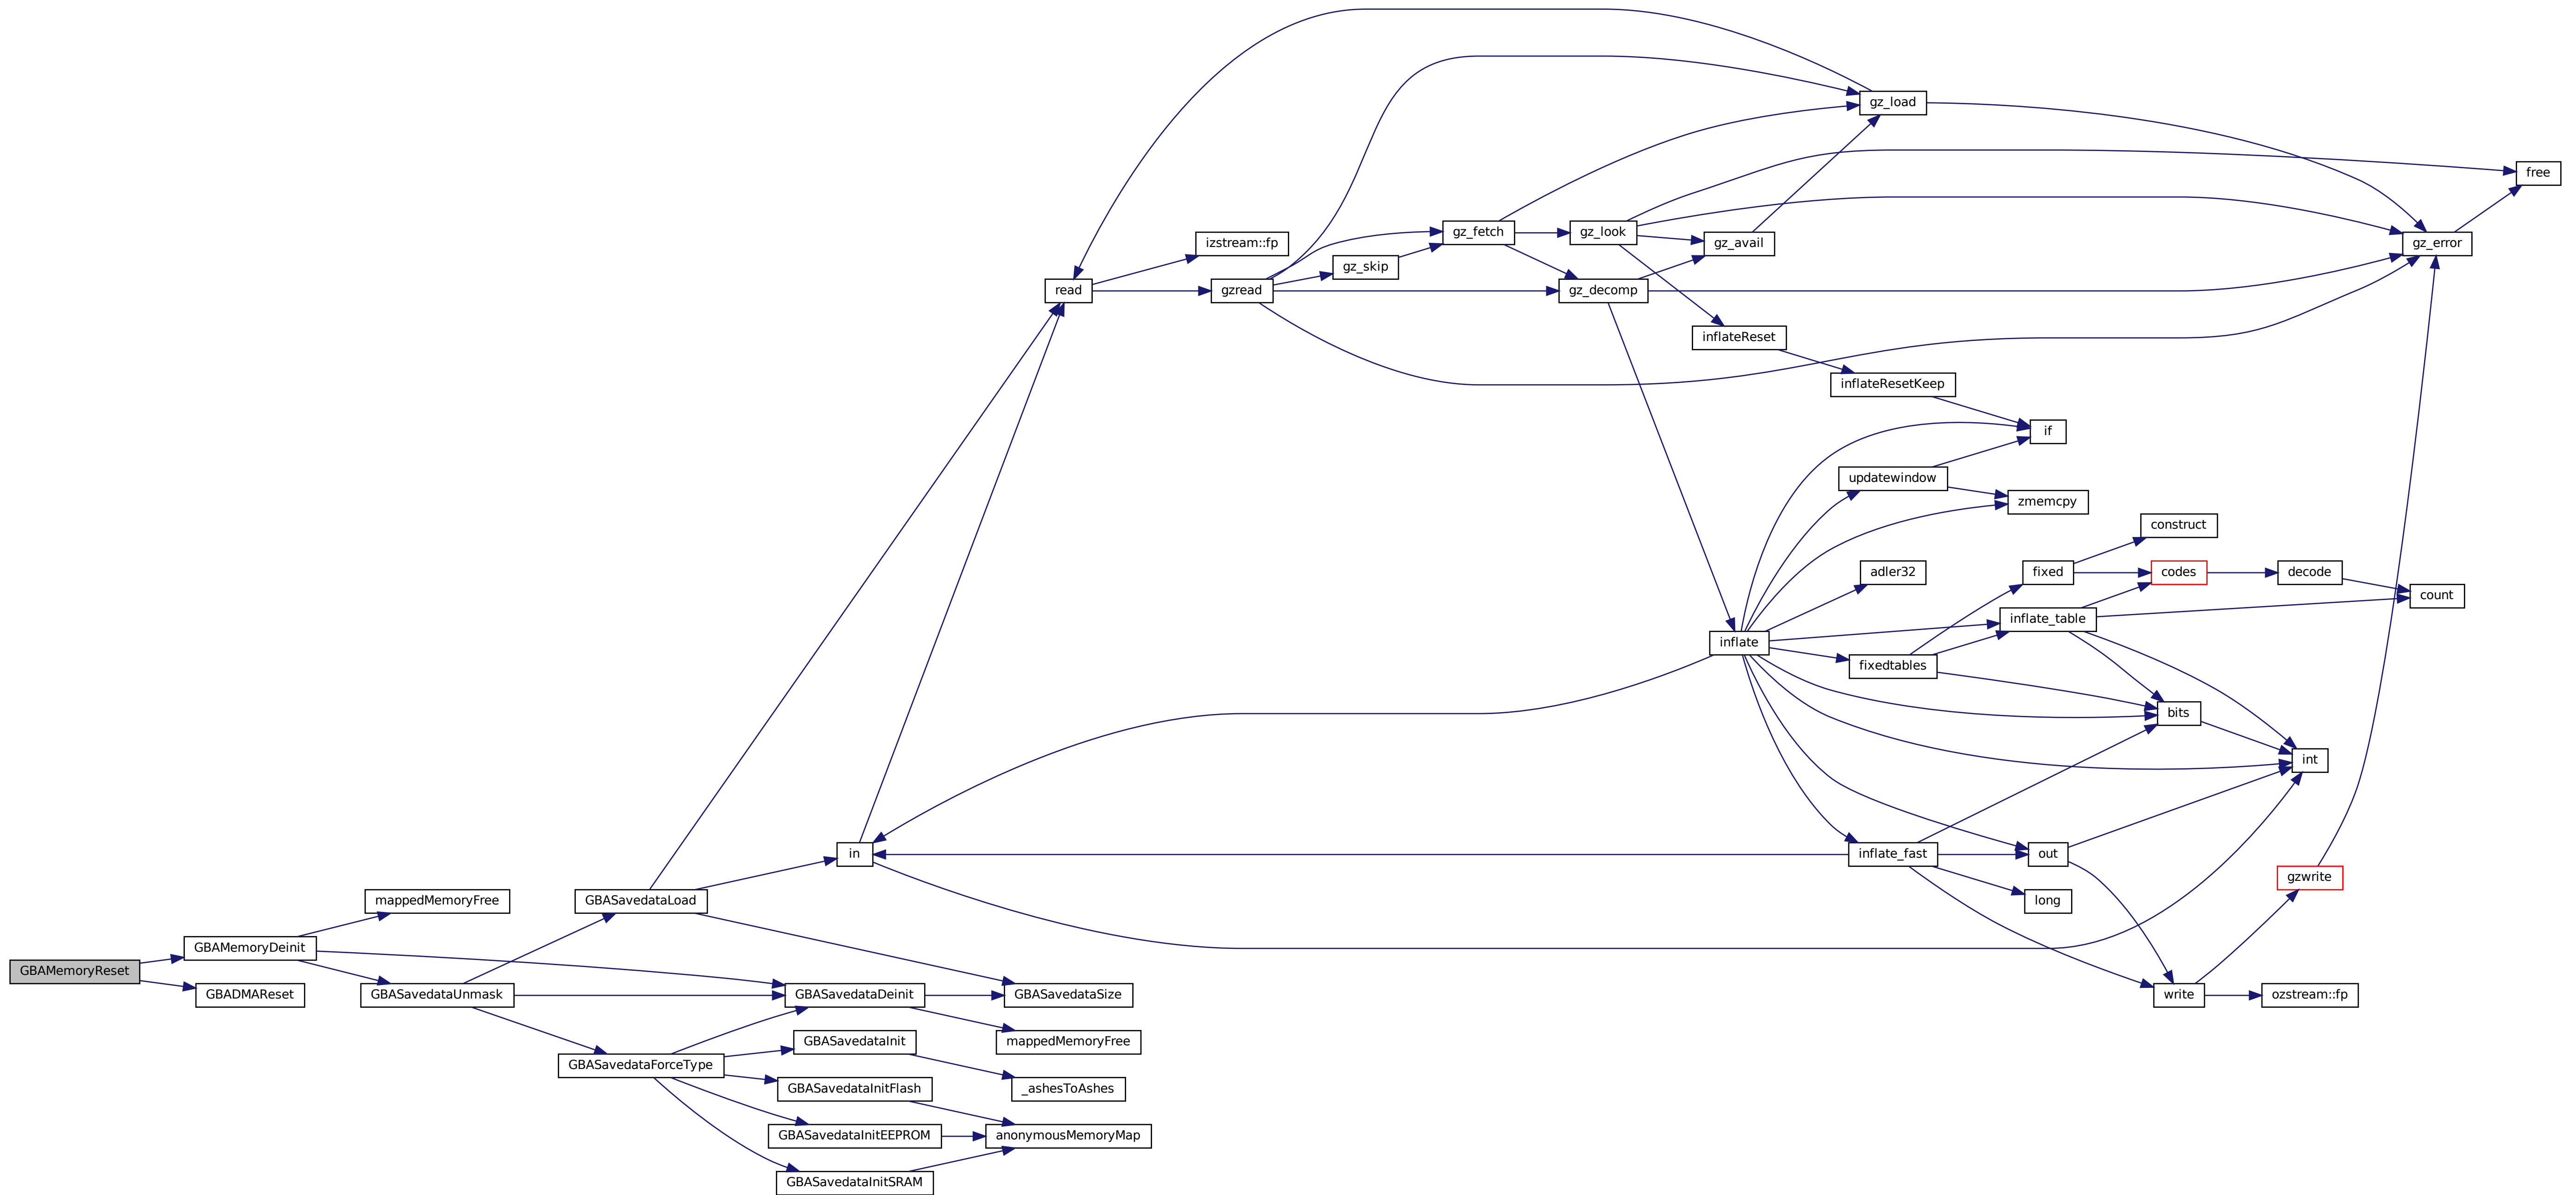 gz_load
free
gz_fetch
gz_look
gz_avail
izstream::fp
gz_error
gz_skip
read
gzread
gz_decomp
inflateReset
inflateResetKeep
if
updatewindow
zmemcpy
construct
adler32
fixed
codes
decode
count
inflate_table
inflate
fixedtables
bits
int
in
inflate_fast
out
gzwrite
mappedMemoryFree
GBASavedataLoad
long
GBAMemoryDeinit
GBAMemoryReset
GBADMAReset
GBASavedataUnmask
GBASavedataDeinit
GBASavedataSize
write
ozstream::fp
GBASavedataInit
mappedMemoryFree
GBASavedataForceType
GBASavedataInitFlash
_ashesToAshes
GBASavedataInitEEPROM
anonymousMemoryMap
GBASavedataInitSRAM